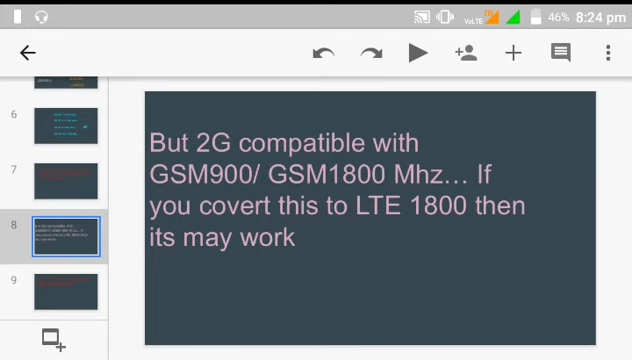 VoLTE LTE 46% 8:24 pm
6
7
8
9
But 2G compatible with
GSM900/ GSM1800 Mhz... If
you covert this to LTE 1800 then
its may work